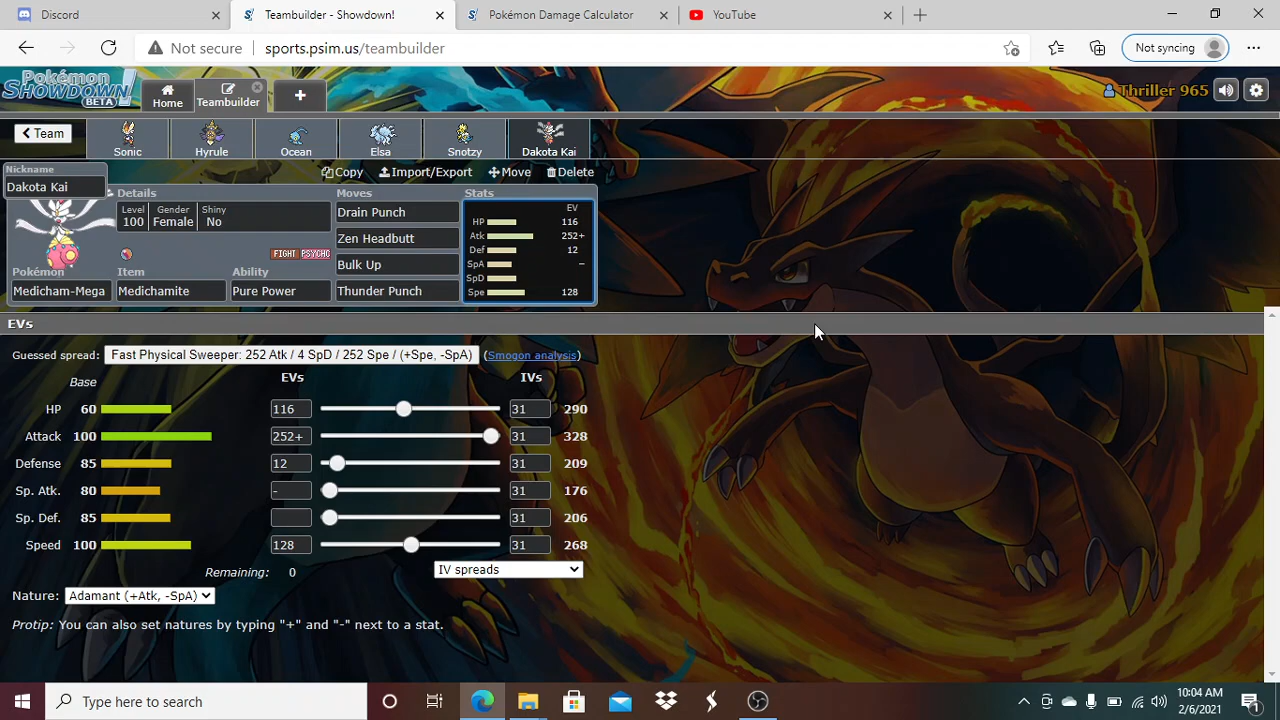 Discord Teambuilder - Showdown! Pokémon Damage Calculator YouTube
Not secure sports.psim.us/teambuilder Not syncing
Pokémon Showdown! BETA Home Teambuilder Thriller 965
Team Sonic Hyrule Ocean Elsa Snotzy Dakota Kai
Copy Import/Export Move Delete
Nickname
Dakota Kai
Details Moves Stats
Level 100 Gender Female Shiny No
FIGHT PSYCHC
Pokémon Item Ability
Medicham-Mega Medichamite Pure Power
Drain Punch
Zen Headbutt
Bulk Up
Thunder Punch
EV
HP 116
Atk 252+
Def 12
SpA −
SpD
Spe 128
EVs
Guessed spread: Fast Physical Sweeper: 252 Atk / 4 SpD / 252 Spe / (+Spe, -SpA) (Smogon analysis)
Base EVs IVs
HP 60 116 31 290
Attack 100 252+ 31 328
Defense 85 12 31 209
Sp. Atk. 80 - 31 176
Sp. Def. 85 31 206
Speed 100 128 31 268
Remaining: 0 IV spreads
Nature: Adamant (+Atk, -SpA)
Protip: You can also set natures by typing "+" and "-" next to a stat.
Type here to search
10:04 AM
2/6/2021
1